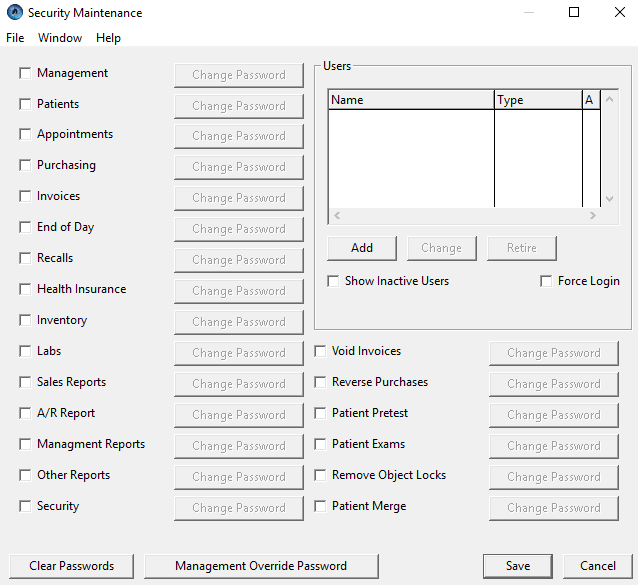 Security Maintenance
File Window Help
Management Change Password
Patients Change Password
Appointments Change Password
Purchasing Change Password
Invoices Change Password
End of Day Change Password
Recalls Change Password
Health Insurance Change Password
Inventory Change Password
Labs Change Password
Sales Reports Change Password
A/R Report Change Password
Managment Reports Change Password
Other Reports Change Password
Security Change Password
Users
Name Type A
Add Change Retire
Show Inactive Users Force Login
Void Invoices Change Password
Reverse Purchases Change Password
Patient Pretest Change Password
Patient Exams Change Password
Remove Object Locks Change Password
Patient Merge Change Password
Clear Passwords Management Override Password Save Cancel